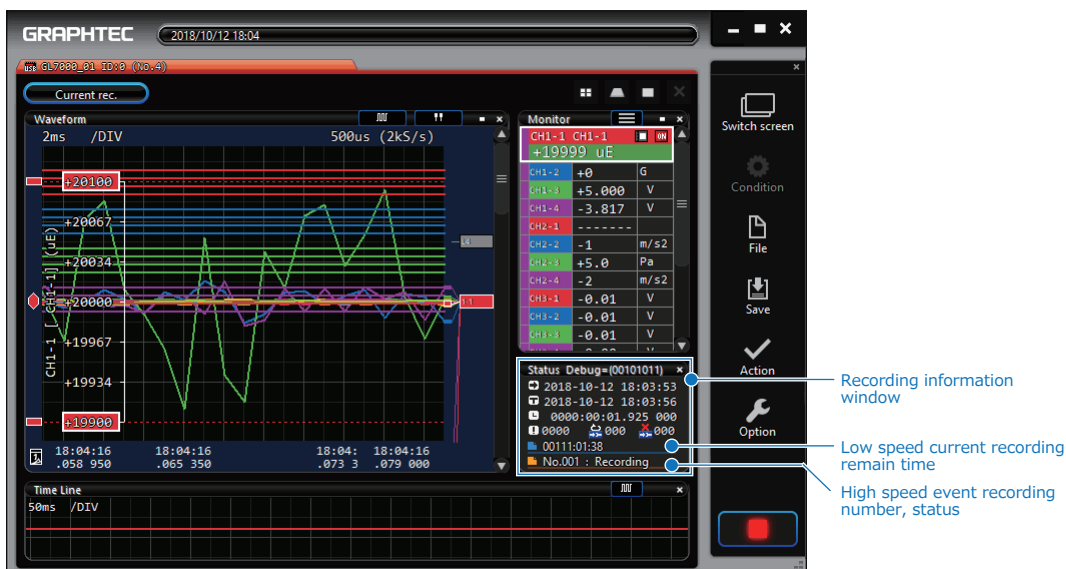 GRAPHTEC
2018/10/12 18:04
USB GL7000_01 ID:0 (No.4)
Current rec.
Waveform
2ms /DIV
500us (2kS/s)
+20100
+20067
+20034
+20000
+19967
+19934
+19900
CH1-1 [ CH1-1] (uE)
1-4
1-1
18:04:16
.058 950
18:04:16
.065 350
18:04:
.073 3
18:04:16
.079 000
Monitor
CH1-1 CH1-1 ON
+19999 uE
CH1-2 +0 G
CH1-3 +5.000 V
CH1-4 -3.817 V
CH2-1 -------
CH2-2 -1 m/s2
CH2-3 +5.0 Pa
CH2-4 -2 m/s2
CH3-1 -0.01 V
CH3-2 -0.01 V
CH3-3 -0.01 V
Status Debug=(00101011)
2018-10-12 18:03:53
2018-10-12 18:03:56
0000:00:01.925 000
0000 000 000
00111:01:38
No.001 : Recording
Time Line
50ms /DIV
Switch screen
Condition
File
Save
Action
Option
Recording information
window
Low speed current recording
remain time
High speed event recording
number, status